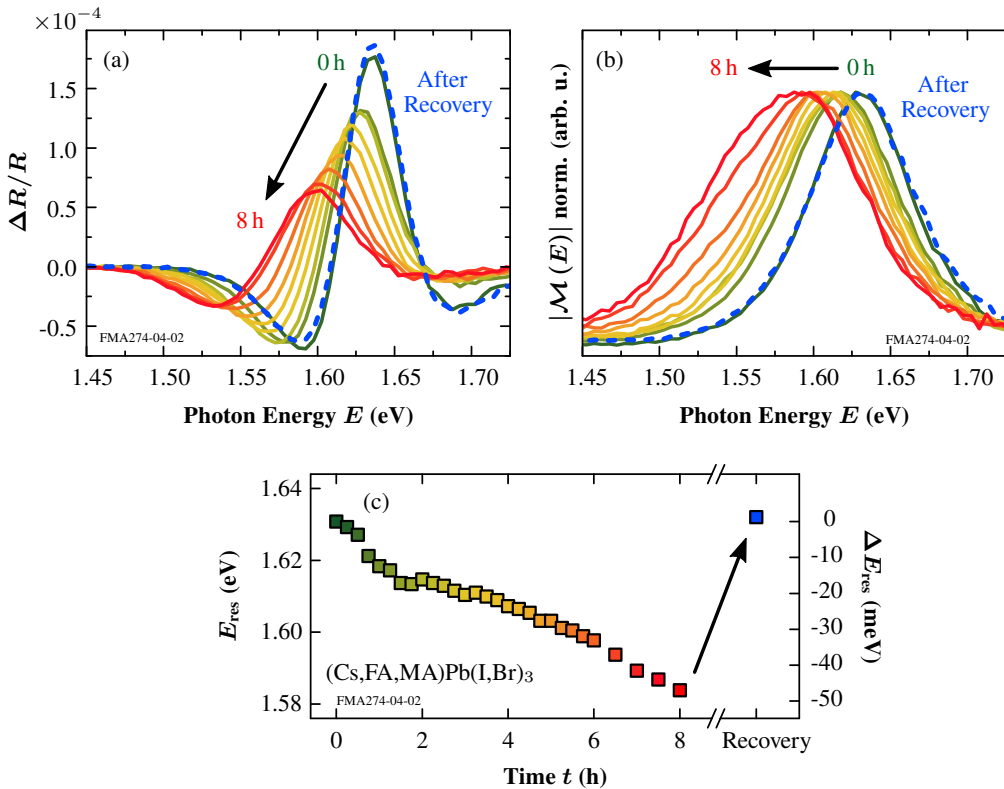 ×10⁻⁴
(a)
0 h
After
Recovery
8 h
1.5
1.0
0.5
0.0
-0.5
ΔR/R
FMA274-04-02
1.45
1.50
1.55
1.60
1.65
1.70
Photon Energy E (eV)
(b)
8 h
0 h
After
Recovery
|M(E)| norm. (arb. u.)
FMA274-04-02
1.45
1.50
1.55
1.60
1.65
1.70
Photon Energy E (eV)
(c)
1.64
1.62
1.60
1.58
E_res (eV)
0
-10
-20
-30
-40
-50
ΔE_res (meV)
(Cs,FA,MA)Pb(I,Br)₃
FMA274-04-02
0
2
4
6
8
Recovery
Time t (h)